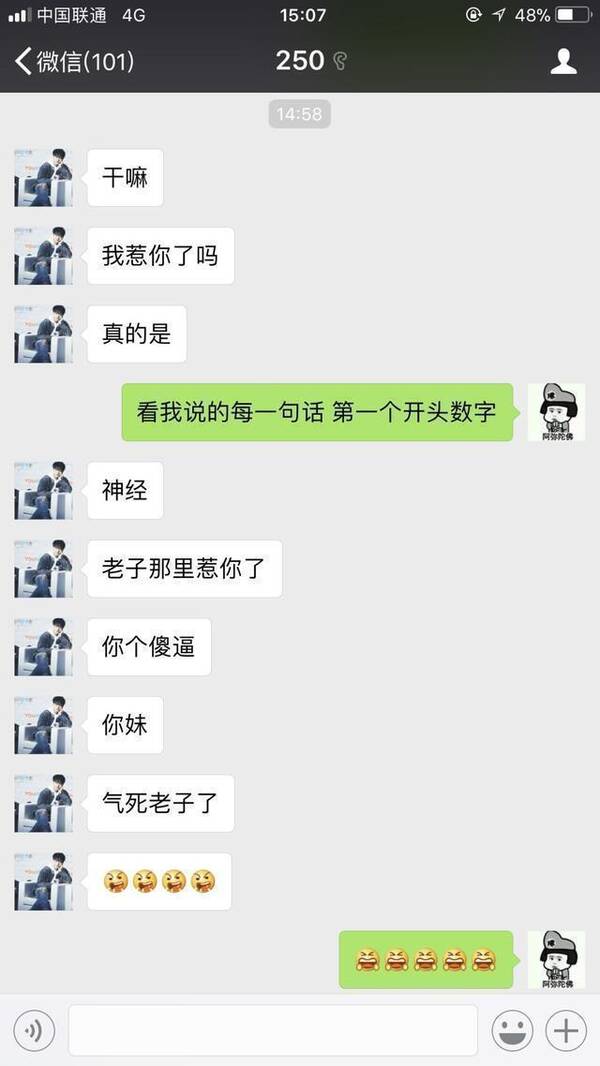 中国联通 4G 15:07 48%
微信(101) 250
14:58
干嘛
我惹你了吗
真的是
看我说的每一句话 第一个开头数字
阿弥陀佛
神经
老子那里惹你了
你个傻逼
你妹
气死老子了
阿弥陀佛